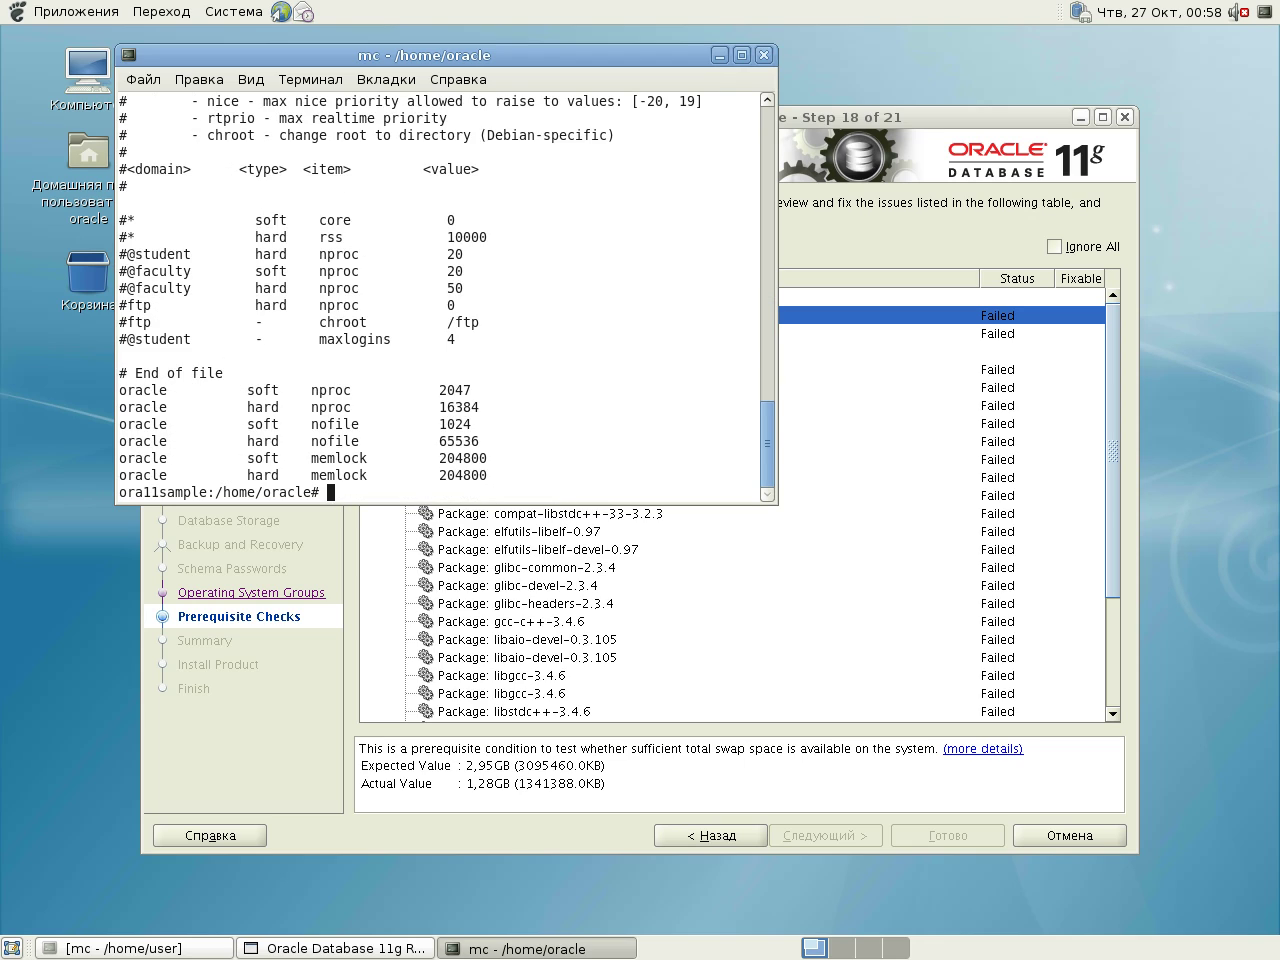 Приложения Переход Система
Чтв, 27 Окт, 00:58
Компьют
Домашняя п
пользоват
oracle
Корзина
mc - /home/oracle
Файл Правка Вид Терминал Вкладки Справка
# - nice - max nice priority allowed to raise to values: [-20, 19]
# - rtprio - max realtime priority
# - chroot - change root to directory (Debian-specific)
#
#<domain> <type> <item> <value>
#
#* soft core 0
#* hard rss 10000
#@student hard nproc 20
#@faculty soft nproc 20
#@faculty hard nproc 50
#ftp hard nproc 0
#ftp - chroot /ftp
#@student - maxlogins 4
# End of file
oracle soft nproc 2047
oracle hard nproc 16384
oracle soft nofile 1024
oracle hard nofile 65536
oracle soft memlock 204800
oracle hard memlock 204800
ora11sample:/home/oracle#
e - Step 18 of 21
ORACLE
DATABASE 11g
eview and fix the issues listed in the following table, and
Ignore All
Status Fixable
Failed
Failed
Failed
Failed
Failed
Failed
Failed
Failed
Failed
Failed
Package: compat-libstdc++-33-3.2.3 Failed
Package: elfutils-libelf-0.97 Failed
Package: elfutils-libelf-devel-0.97 Failed
Package: glibc-common-2.3.4 Failed
Package: glibc-devel-2.3.4 Failed
Package: glibc-headers-2.3.4 Failed
Package: gcc-c++-3.4.6 Failed
Package: libaio-devel-0.3.105 Failed
Package: libaio-devel-0.3.105 Failed
Package: libgcc-3.4.6 Failed
Package: libgcc-3.4.6 Failed
Package: libstdc++-3.4.6 Failed
Database Storage
Backup and Recovery
Schema Passwords
Operating System Groups
Prerequisite Checks
Summary
Install Product
Finish
This is a prerequisite condition to test whether sufficient total swap space is available on the system. (more details)
Expected Value : 2,95GB (3095460.0KB)
Actual Value : 1,28GB (1341388.0KB)
Справка < Назад Следующий > Готово Отмена
[mc - /home/user] Oracle Database 11g R... mc - /home/oracle